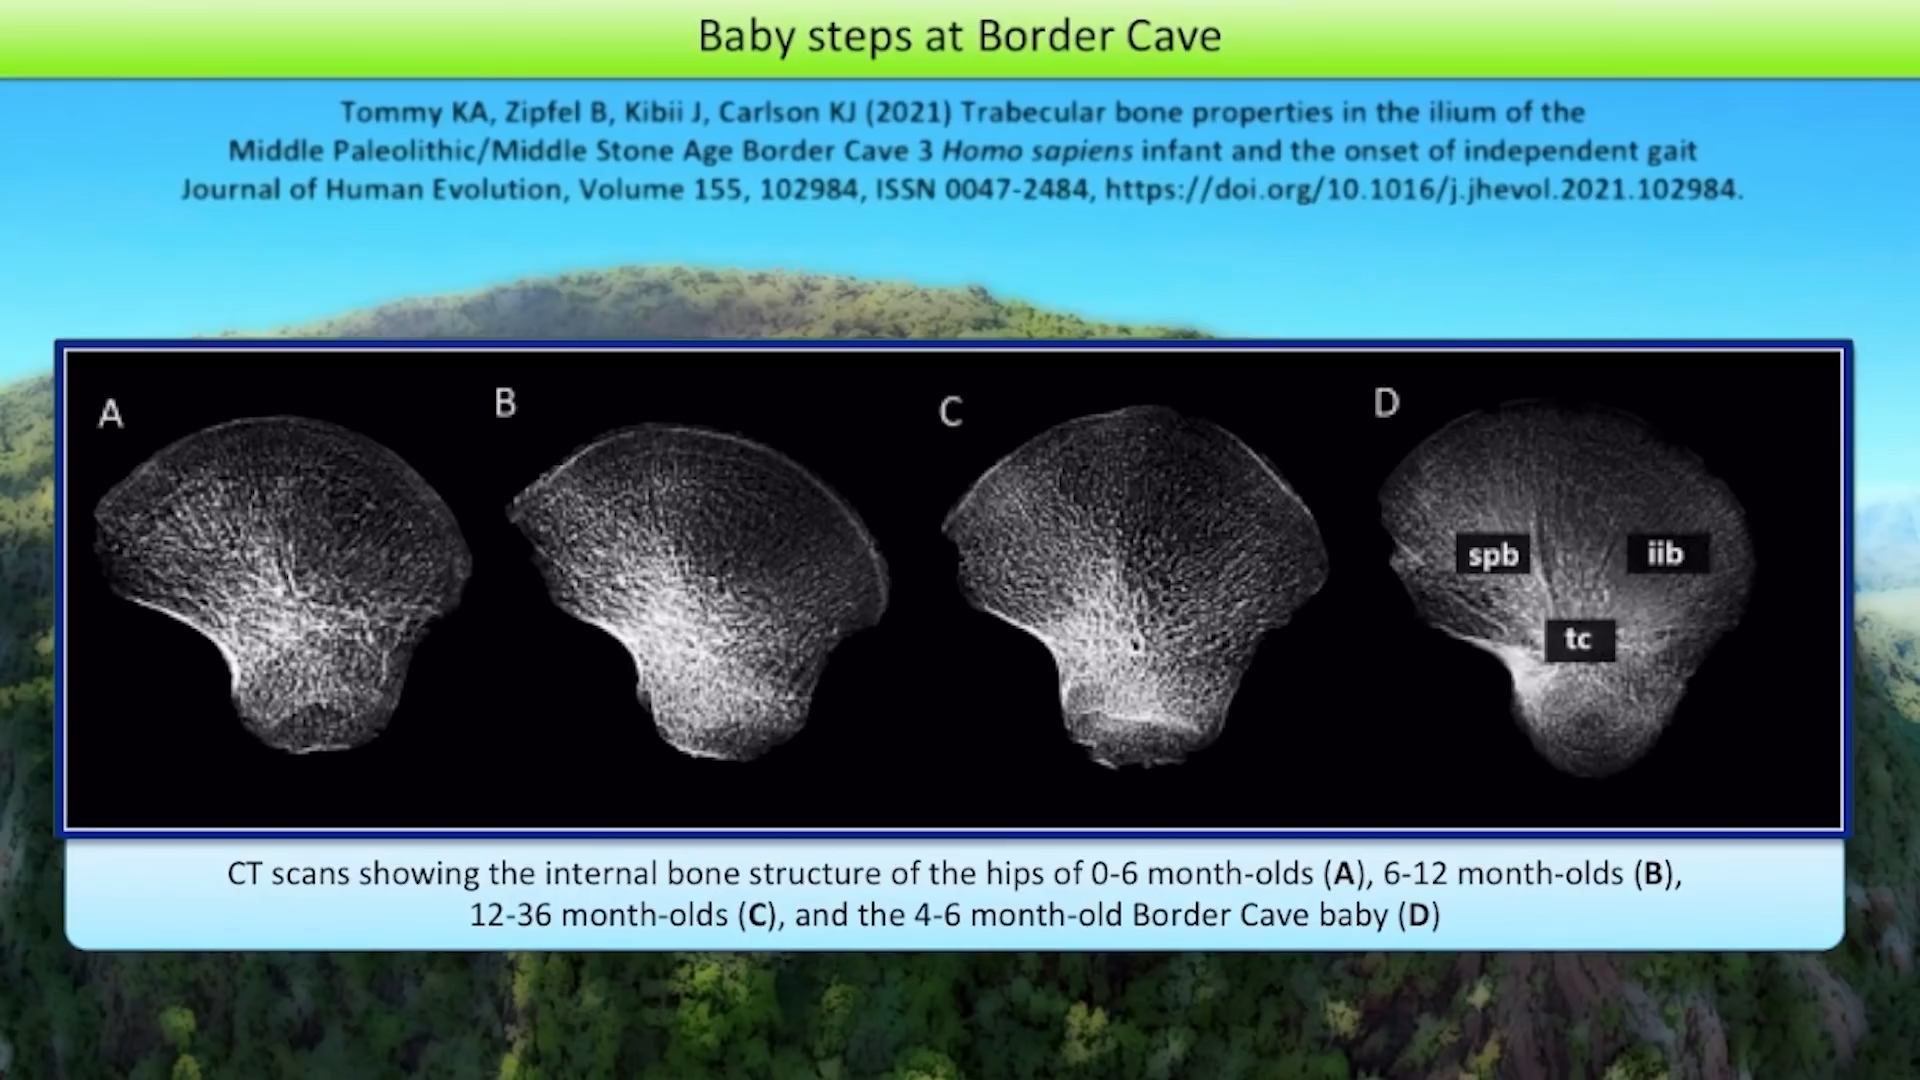 Baby steps at Border Cave
Tommy KA, Zipfel B, Kibii J, Carlson KJ (2021) Trabecular bone properties in the ilium of the
Middle Paleolithic/Middle Stone Age Border Cave 3 Homo sapiens infant and the onset of independent gait
Journal of Human Evolution, Volume 155, 102984, ISSN 0047-2484, https://doi.org/10.1016/j.jhevol.2021.102984.
A
B
C
D
spb
iib
tc
CT scans showing the internal bone structure of the hips of 0-6 month-olds (A), 6-12 month-olds (B),
12-36 month-olds (C), and the 4-6 month-old Border Cave baby (D)